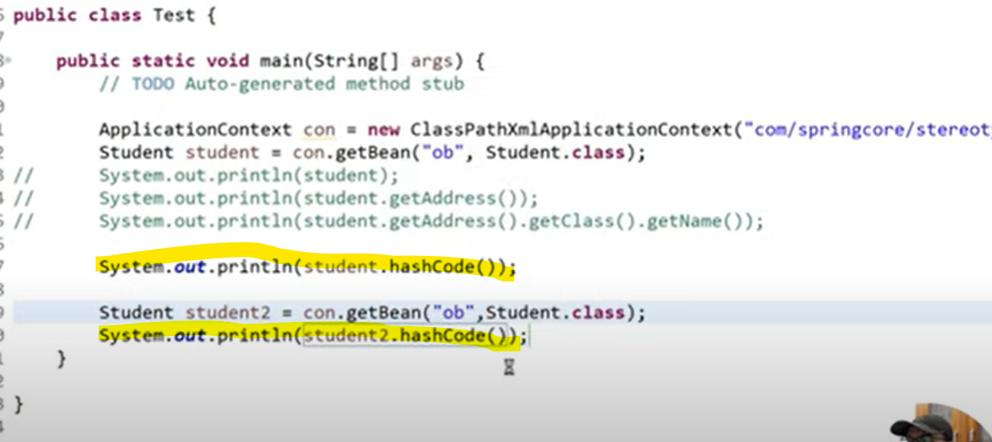 public class Test {
public static void main(String[] args) {
// TODO Auto-generated method stub
ApplicationContext con = new ClassPathXmlApplicationContext("com/springcore/stereoty
Student student = con.getBean("ob", Student.class);
// System.out.println(student);
// System.out.println(student.getAddress());
// System.out.println(student.getAddress().getClass().getName());
System.out.println(student.hashCode());
Student student2 = con.getBean("ob",Student.class);
System.out.println(student2.hashCode());
}
}